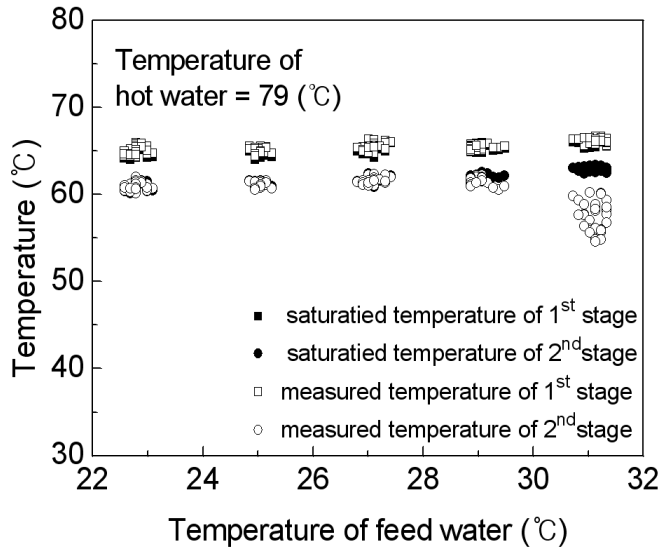 80
70
60
50
40
30
Temperature (℃)
Temperature of
hot water = 79 (℃)
saturatied temperature of 1st stage
saturatied temperature of 2nd stage
measured temperature of 1st stage
measured temperature of 2nd stage
22 24 26 28 30 32
Temperature of feed water (℃)